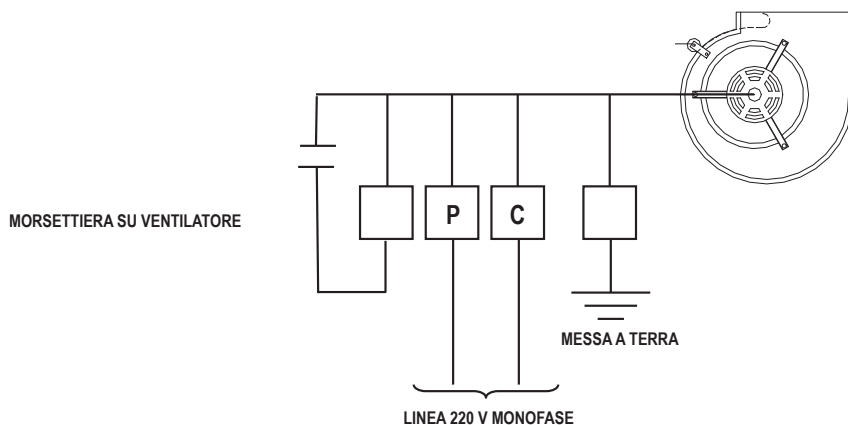 P
C
MORSETTIERA SU VENTILATORE
MESSA A TERRA
LINEA 220 V MONOFASE